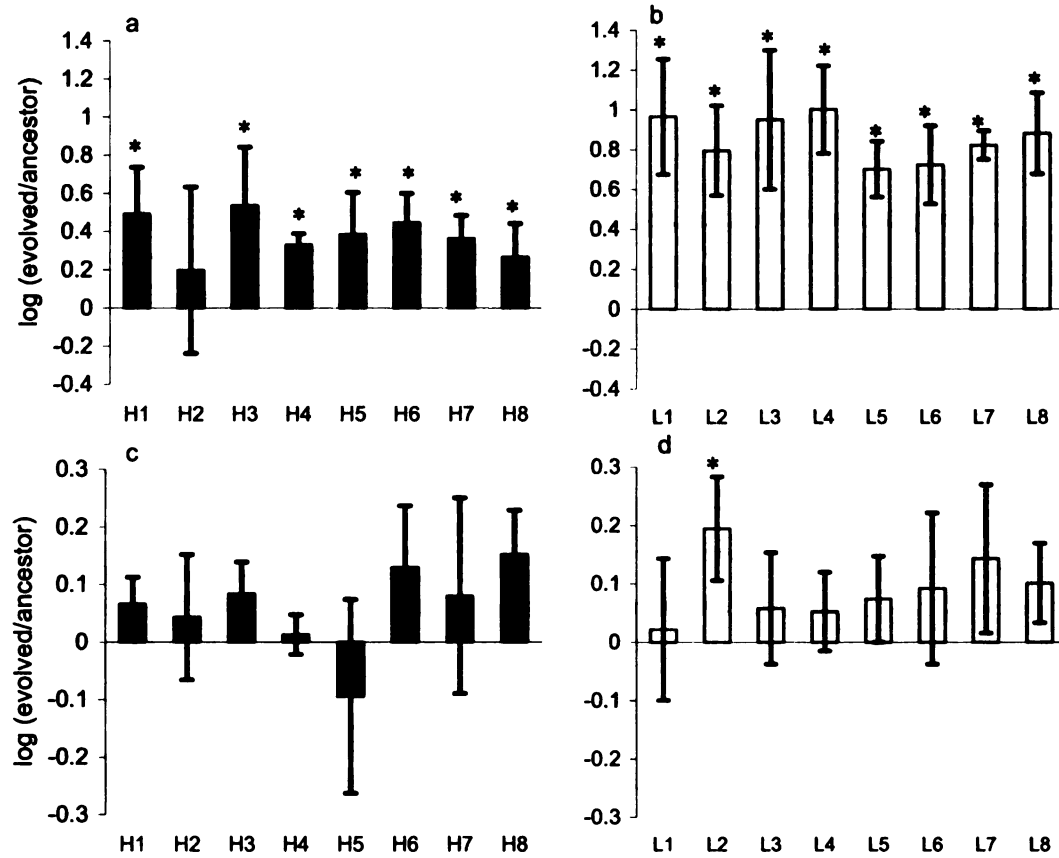 a
log (evolved/ancestor)
1.4
1.2
1
0.8
0.6
0.4
0.2
0
-0.2
-0.4
* * * * * * *
H1 H2 H3 H4 H5 H6 H7 H8
b
1.4
1.2
1
0.8
0.6
0.4
0.2
0
-0.2
-0.4
* * * * * * * *
L1 L2 L3 L4 L5 L6 L7 L8
c
log (evolved/ancestor)
0.3
0.2
0.1
0
-0.1
-0.2
-0.3
H1 H2 H3 H4 H5 H6 H7 H8
d
0.3
0.2
0.1
0
-0.1
-0.2
-0.3
*
L1 L2 L3 L4 L5 L6 L7 L8